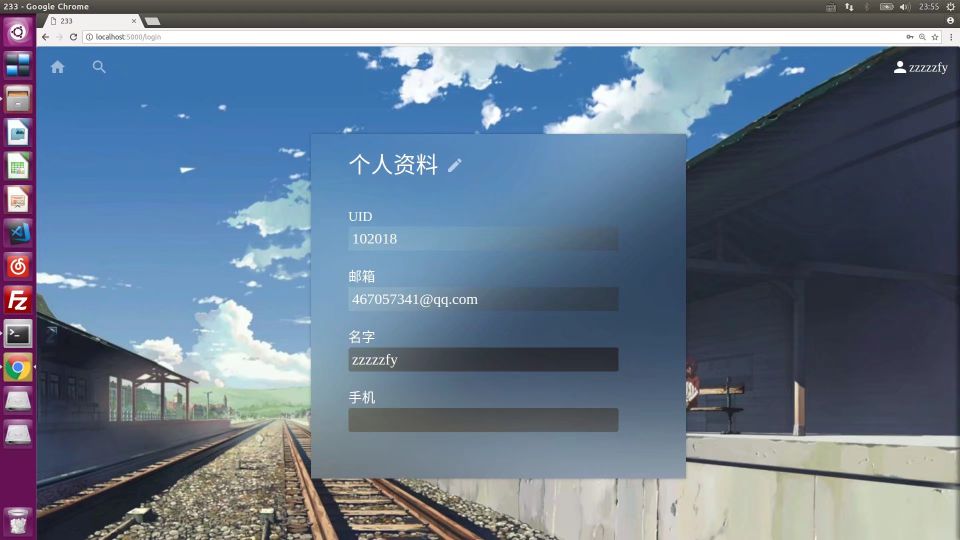 233 - Google Chrome
23:55
233
localhost:5000/login
zzzzzfy
个人资料
UID
102018
邮箱
467057341@qq.com
名字
zzzzzfy
手机